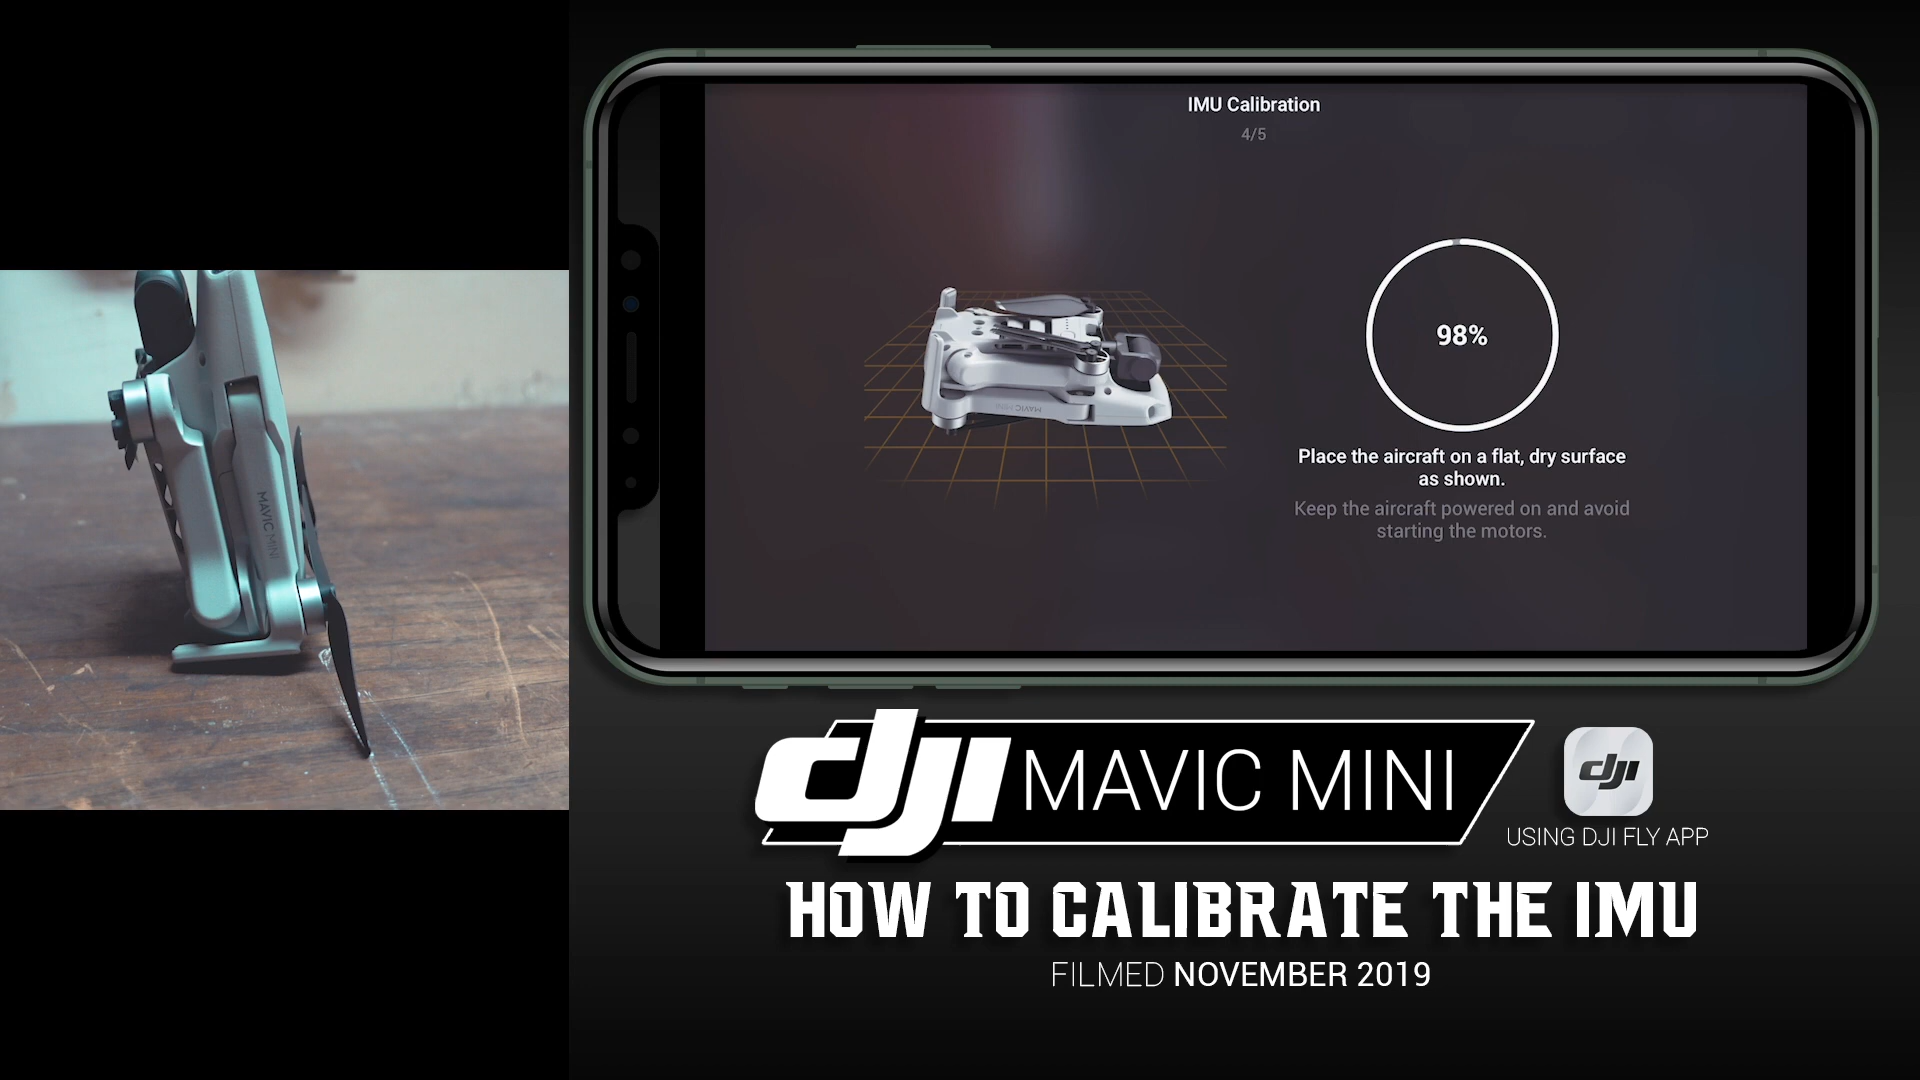 IMU Calibration
4/5
98%
Place the aircraft on a flat, dry surface
as shown.
Keep the aircraft powered on and avoid
starting the motors.
MAVIC MINI
MAVIC MINI
dji MAVIC MINI
dji
USING DJI FLY APP
HOW TO CALIBRATE THE IMU
FILMED NOVEMBER 2019